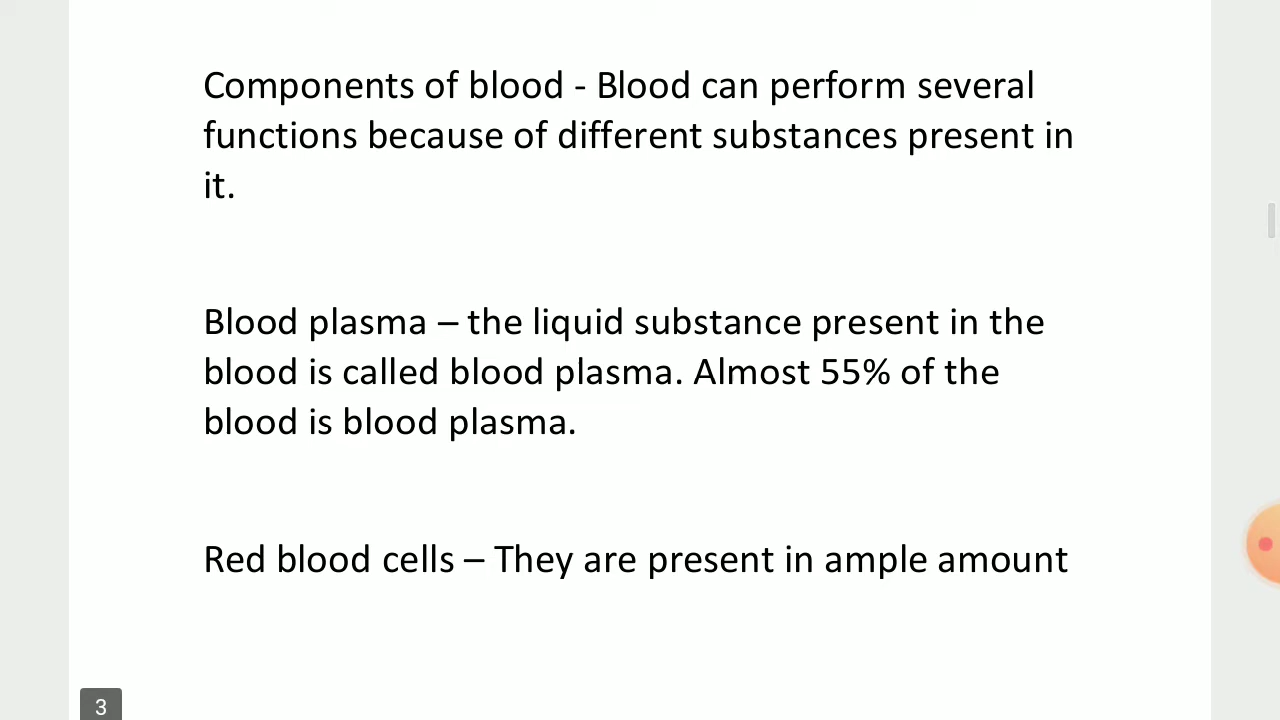 Components of blood - Blood can perform several
functions because of different substances present in
it.
Blood plasma – the liquid substance present in the
blood is called blood plasma. Almost 55% of the
blood is blood plasma.
Red blood cells – They are present in ample amount
3